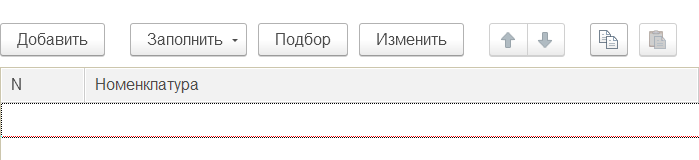 Добавить Заполнить Подбор Изменить
N Номенклатура